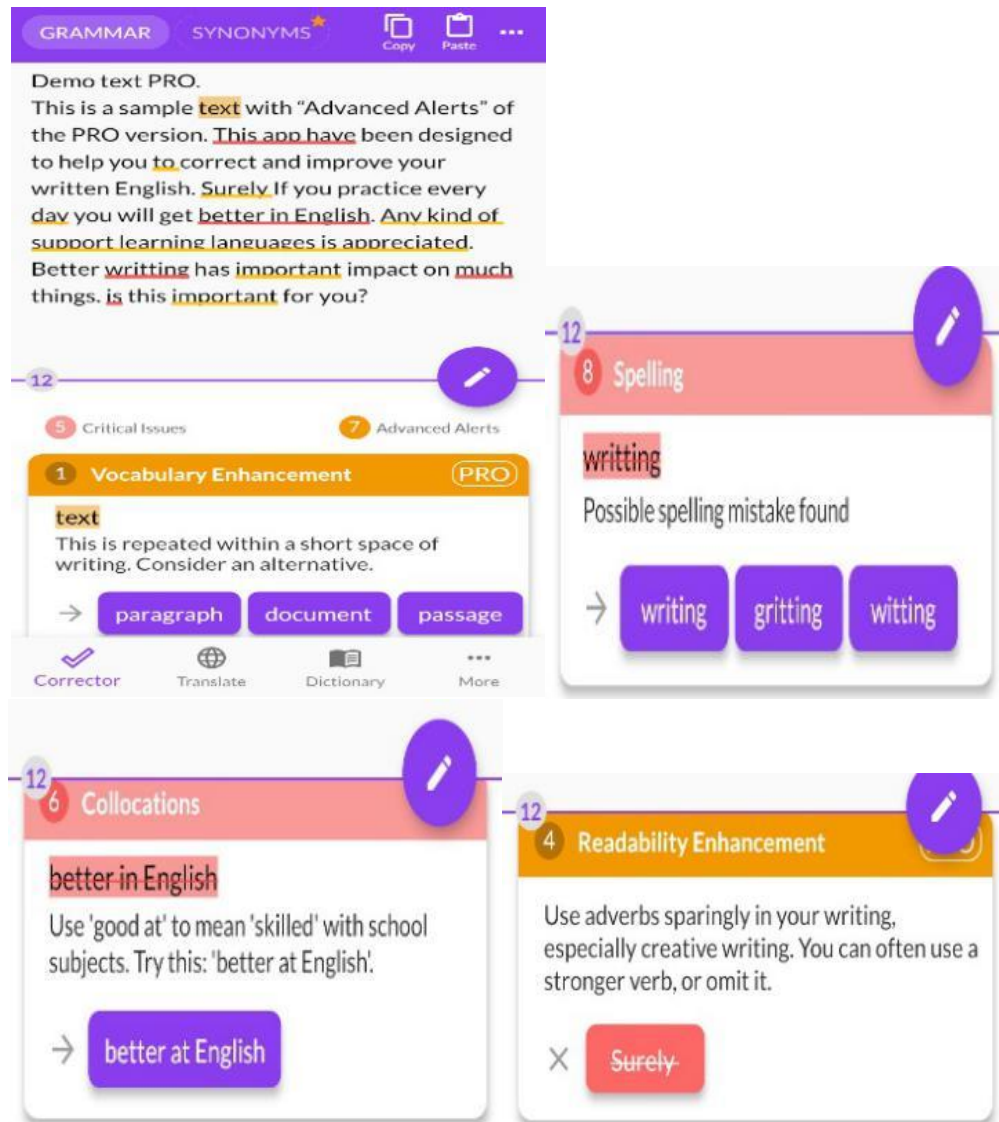 GRAMMAR SYNONYMS Copy Paste
Demo text PRO.
This is a sample text with “Advanced Alerts” of
the PRO version. This app have been designed
to help you to correct and improve your
written English. Surely If you practice every
day you will get better in English. Any kind of
support learning languages is appreciated.
Better writting has important impact on much
things. is this important for you?
12
5 Critical Issues 7 Advanced Alerts
1 Vocabulary Enhancement PRO
text
This is repeated within a short space of
writing. Consider an alternative.
→ paragraph document passage
Corrector Translate Dictionary More
12
8 Spelling
writting
Possible spelling mistake found
→ writing gritting witting
12
6 Collocations
better in English
Use 'good at' to mean 'skilled' with school
subjects. Try this: 'better at English'.
→ better at English
12
4 Readability Enhancement
Use adverbs sparingly in your writing,
especially creative writing. You can often use a
stronger verb, or omit it.
X Surely